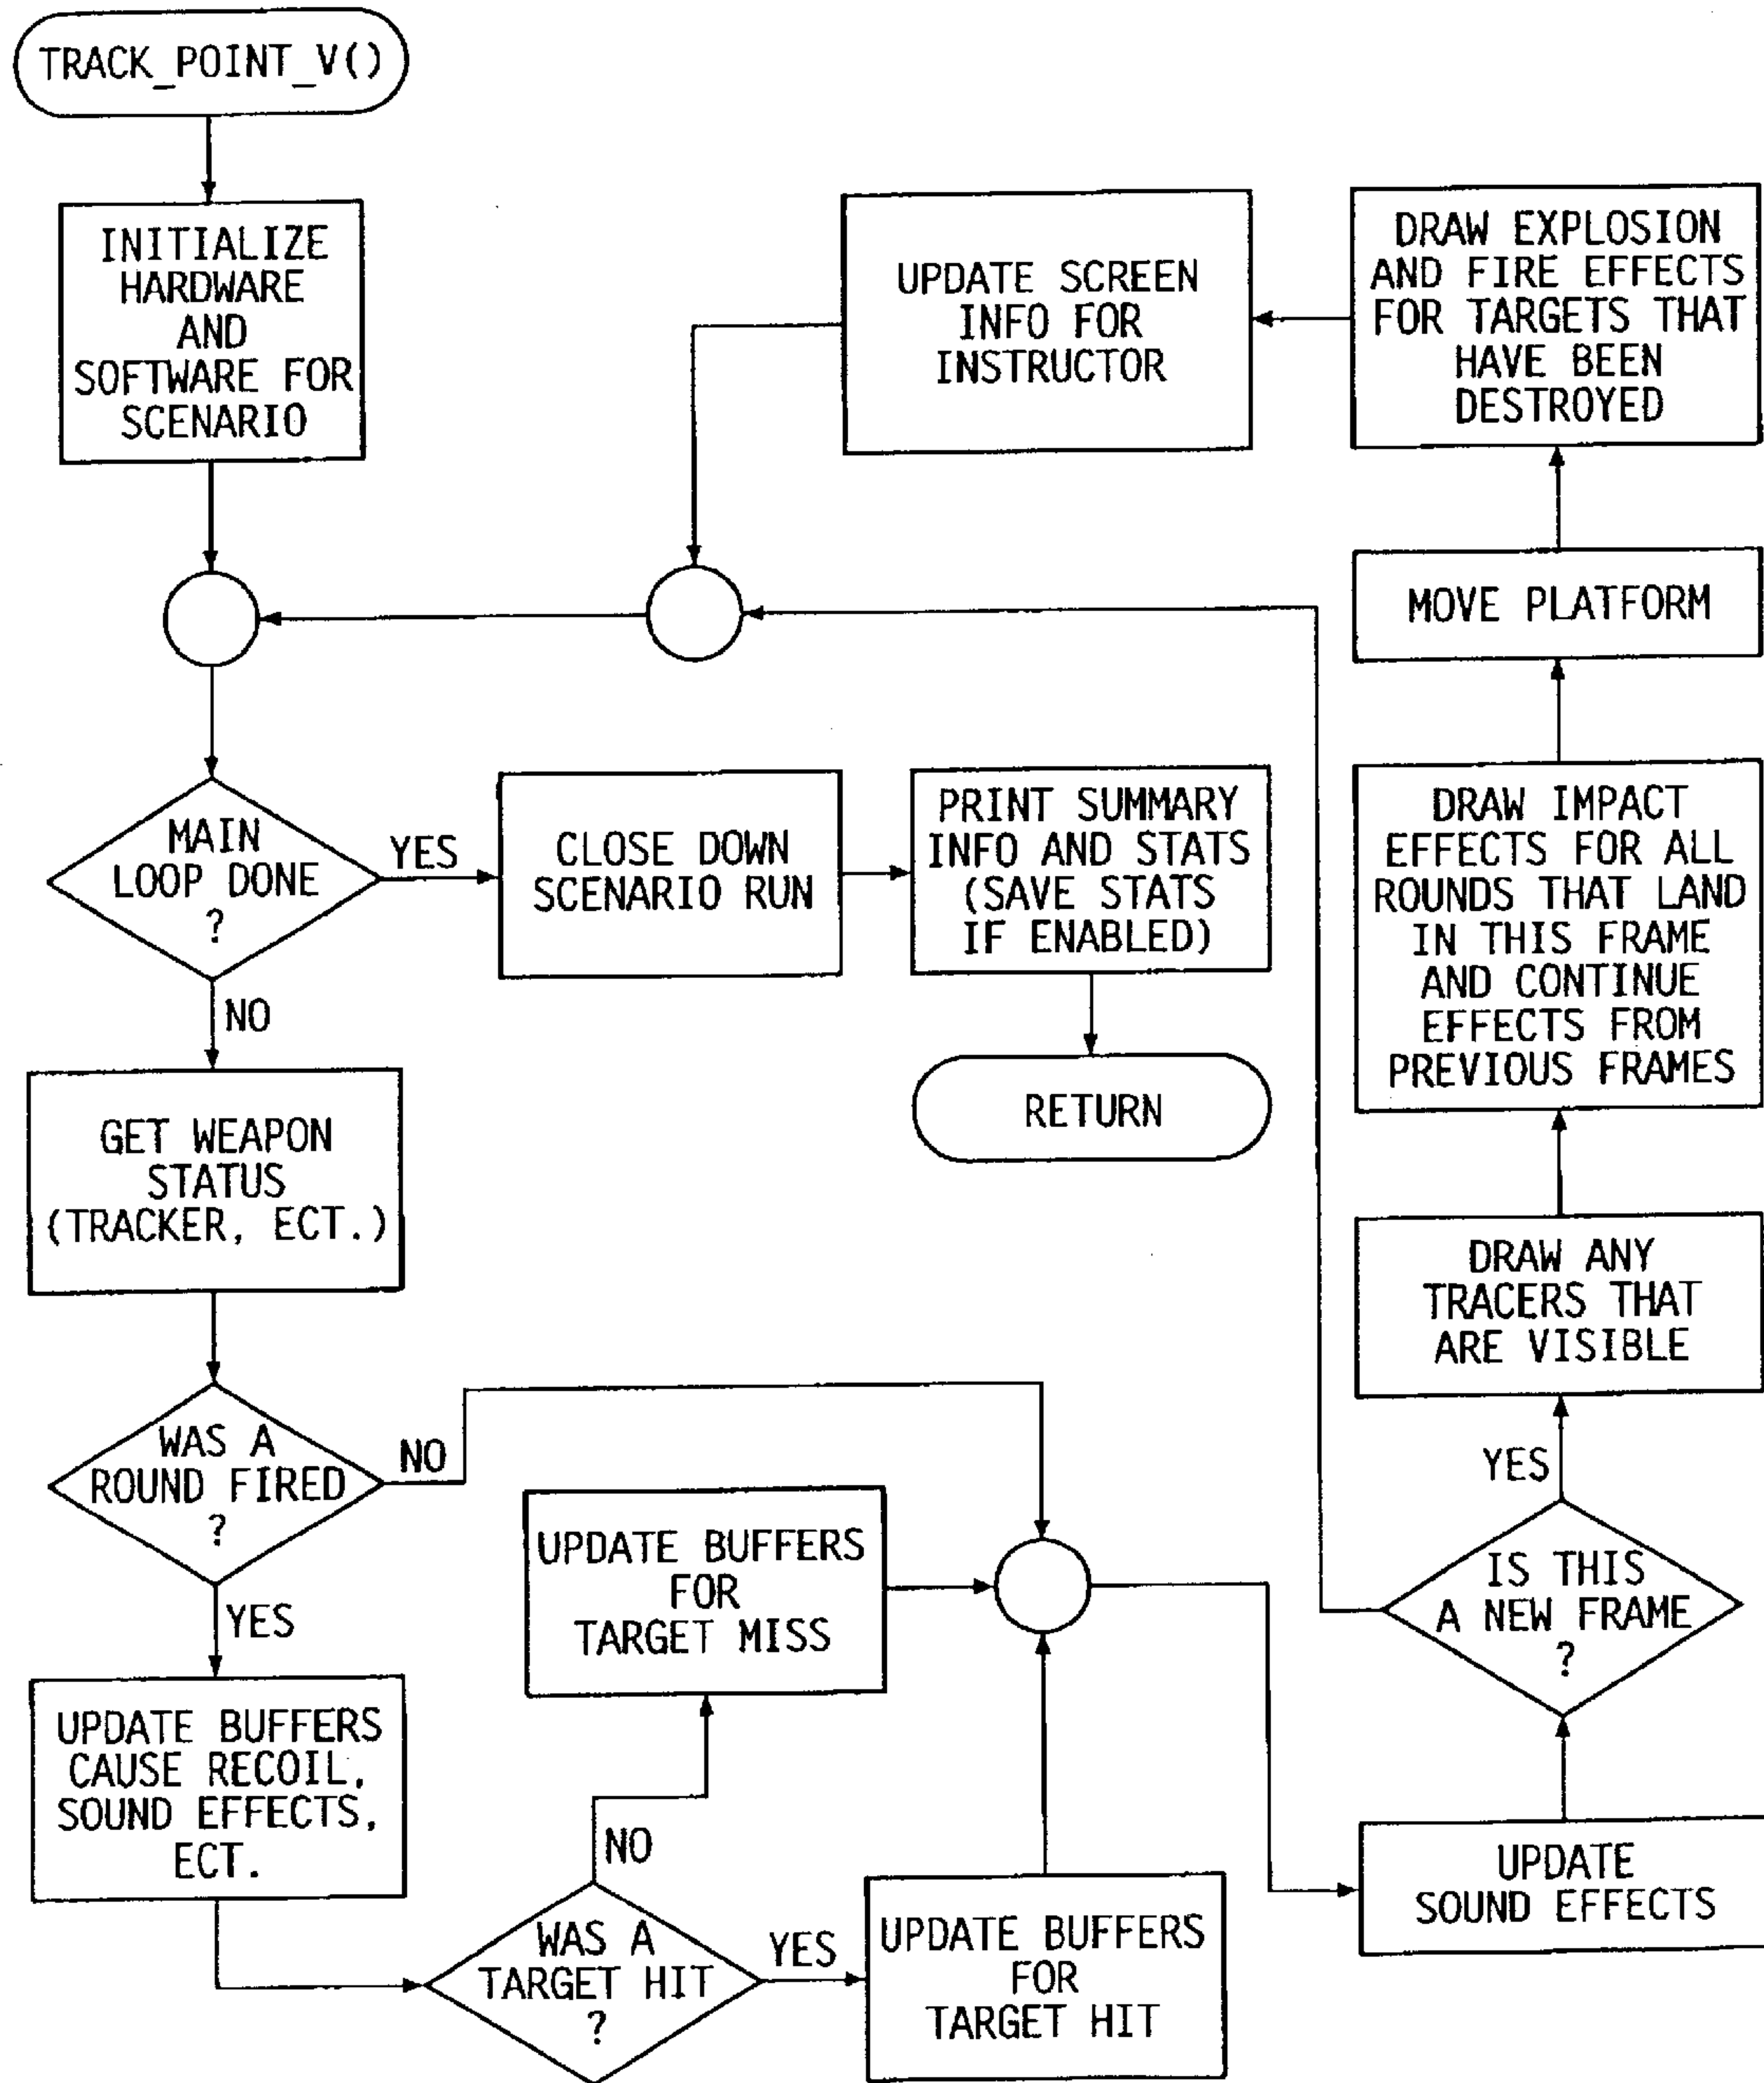 TRACK_POINT_V()
INITIALIZE
HARDWARE
AND
SOFTWARE FOR
SCENARIO
UPDATE SCREEN
INFO FOR
INSTRUCTOR
DRAW EXPLOSION
AND FIRE EFFECTS
FOR TARGETS THAT
HAVE BEEN
DESTROYED
MOVE PLATFORM
MAIN
LOOP DONE
?
YES
CLOSE DOWN
SCENARIO RUN
PRINT SUMMARY
INFO AND STATS
(SAVE STATS
IF ENABLED)
RETURN
DRAW IMPACT
EFFECTS FOR ALL
ROUNDS THAT LAND
IN THIS FRAME
AND CONTINUE
EFFECTS FROM
PREVIOUS FRAMES
NO
GET WEAPON
STATUS
(TRACKER, ECT.)
DRAW ANY
TRACERS THAT
ARE VISIBLE
WAS A
ROUND FIRED
?
NO
YES
UPDATE BUFFERS
FOR
TARGET MISS
YES
IS THIS
A NEW FRAME
?
UPDATE BUFFERS
CAUSE RECOIL,
SOUND EFFECTS,
ECT.
NO
WAS A
TARGET HIT
?
YES
UPDATE BUFFERS
FOR
TARGET HIT
UPDATE
SOUND EFFECTS